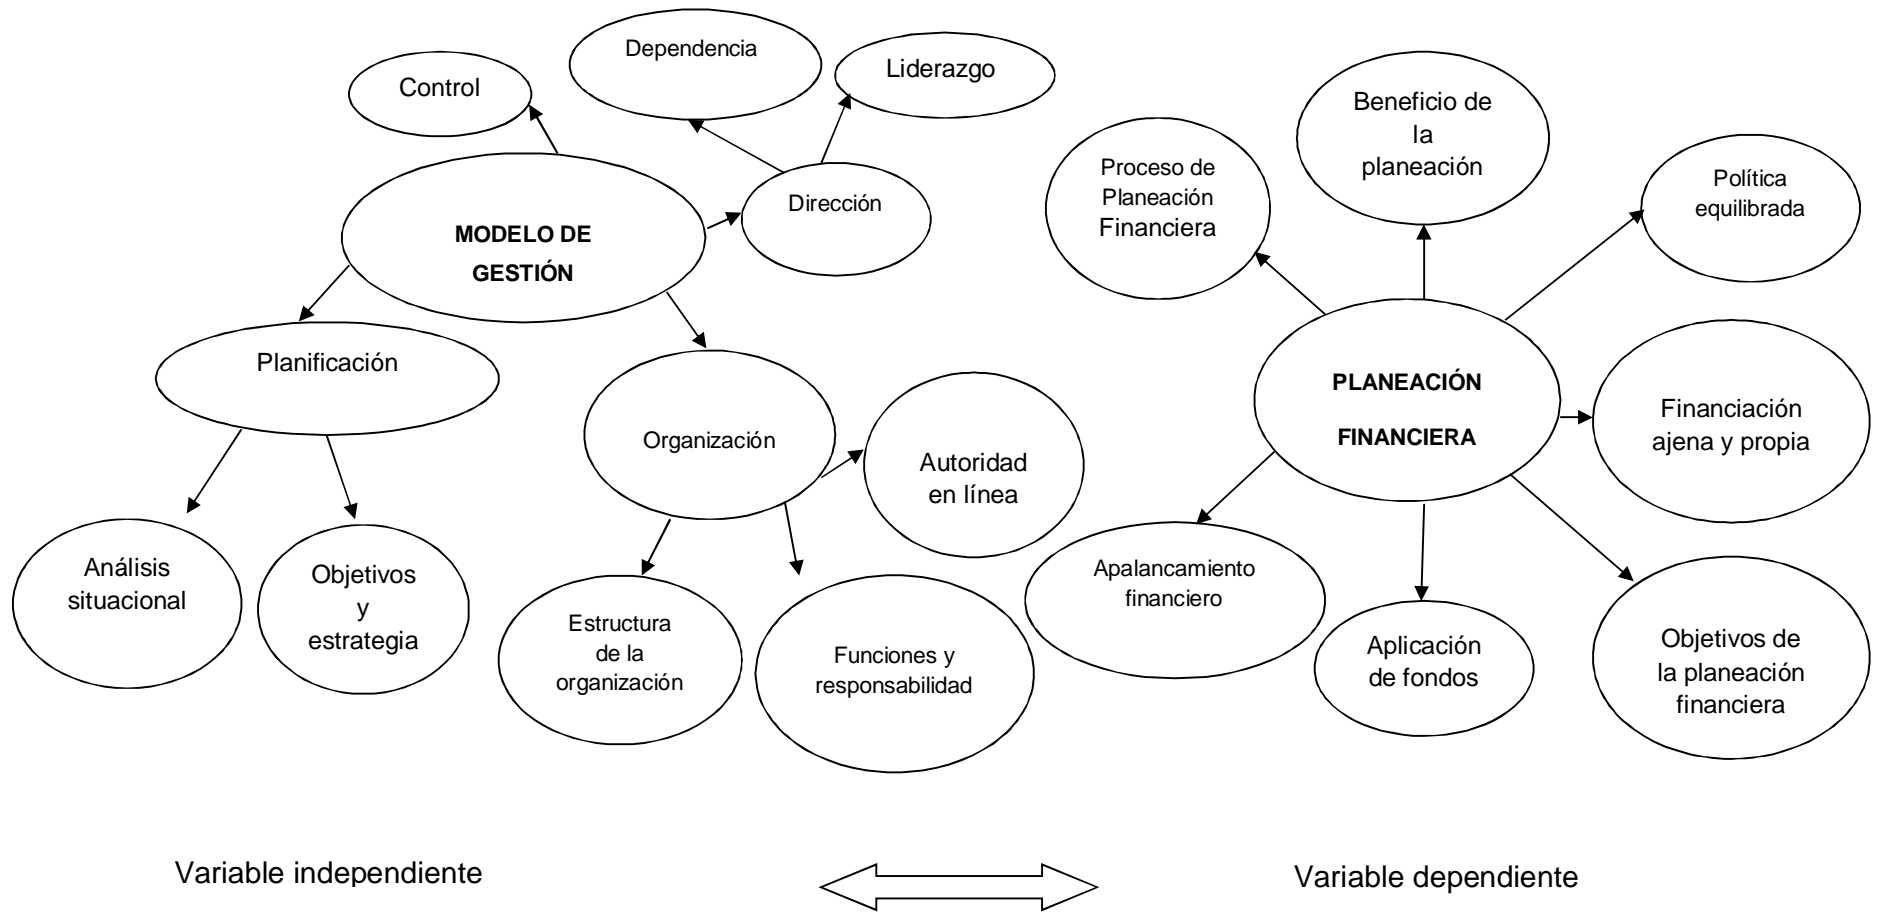 Control
Dependencia
Liderazgo
Dirección
MODELO DE
GESTIÓN
Planificación
Organización
Autoridad
en línea
Análisis
situacional
Objetivos
y
estrategia
Estructura
de la
organización
Funciones y
responsabilidad
Proceso de
Planeación
Financiera
Beneficio de
la
planeación
Política
equilibrada
PLANEACIÓN
FINANCIERA
Financiación
ajena y propia
Apalancamiento
financiero
Aplicación
de fondos
Objetivos de
la planeación
financiera
Variable independiente
Variable dependiente